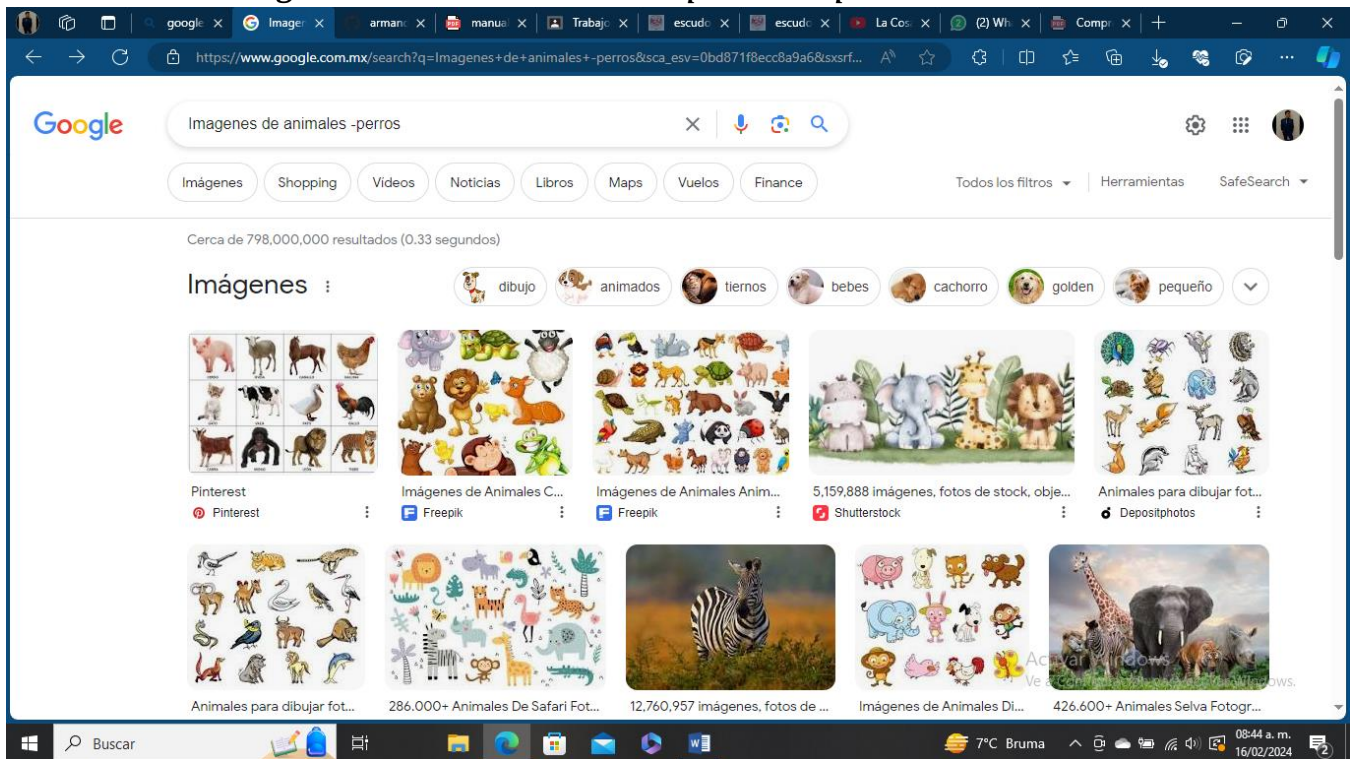 google
Imagen
armand
manual
Trabajo
escudo
escudo
La Cos
(2) Wh
Compr
https://www.google.com.mx/search?q=Imagenes+de+animales+-perros&sca_esv=0bd871f8ecc8a9a6&sxsrf...
Google
Imagenes de animales -perros
Imágenes Shopping Vídeos Noticias Libros Maps Vuelos Finance Todos los filtros Herramientas SafeSearch
Cerca de 798,000,000 resultados (0.33 segundos)
Imágenes dibujo animados tiernos bebes cachorro golden pequeño
Pinterest Imágenes de Animales C... Imágenes de Animales Anim... 5,159,888 imágenes, fotos de stock, obje... Animales para dibujar fot...
Pinterest Freepik Freepik Shutterstock Depositphotos
Activar Windows
Animales para dibujar fot... 286.000+ Animales De Safari Fot... 12,760,957 imágenes, fotos de ... Imágenes de Animales Di... 426.600+ Animales Selva Fotogr...
Buscar 7°C Bruma 08:44 a. m.
16/02/2024
2